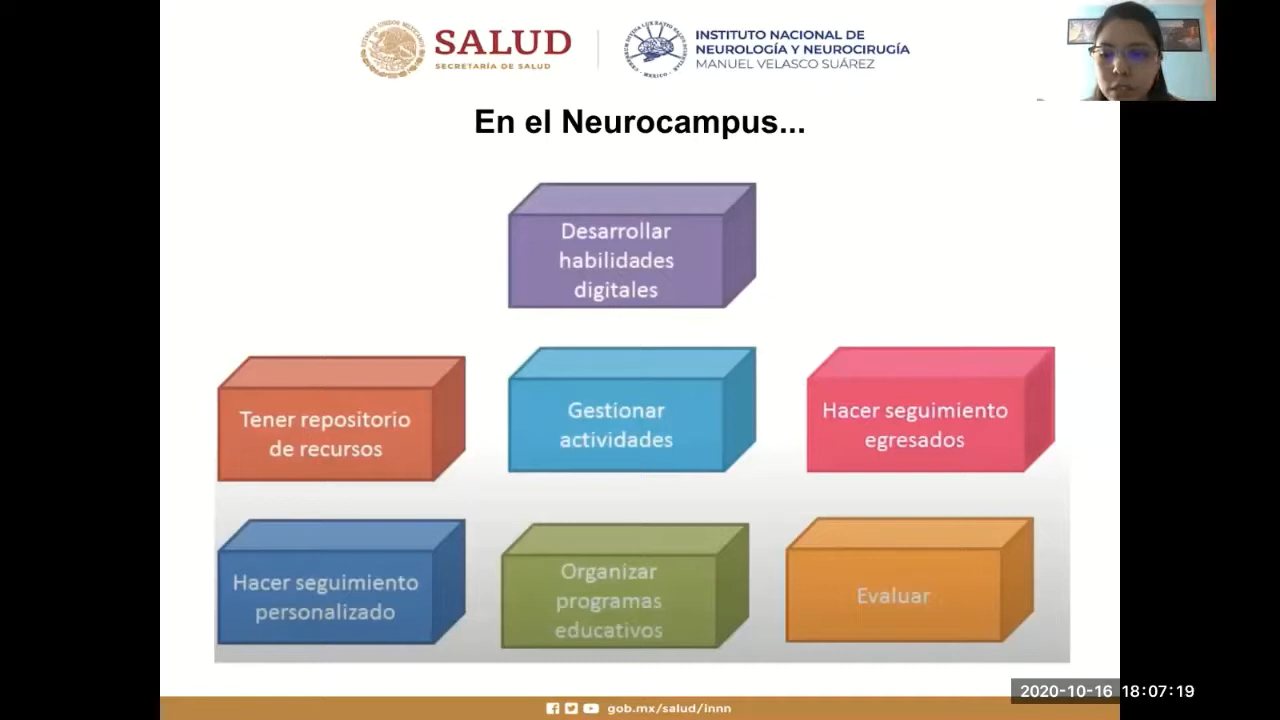 SALUD
SECRETARÍA DE SALUD
INSTITUTO NACIONAL DE
NEUROLOGÍA Y NEUROCIRUGÍA
MANUEL VELASCO SUÁREZ
En el Neurocampus...
Desarrollar
habilidades
digitales
Tener repositorio
de recursos
Gestionar
actividades
Hacer seguimiento
egresados
Hacer seguimiento
personalizado
Organizar
programas
educativos
Evaluar
2020-10-16 18:07:19
gob.mx/salud/innn